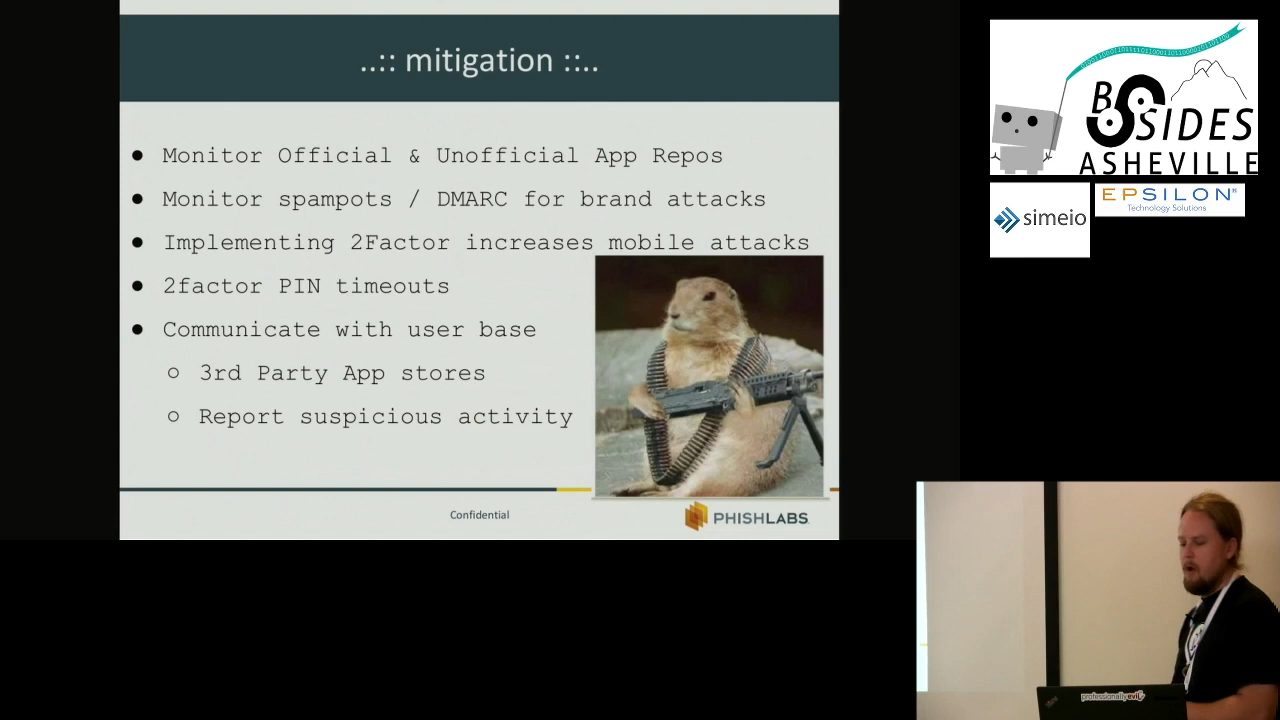 ..:: mitigation ::..
● Monitor Official & Unofficial App Repos
● Monitor spampots / DMARC for brand attacks
● Implementing 2Factor increases mobile attacks
● 2factor PIN timeouts
● Communicate with user base
○ 3rd Party App stores
○ Report suspicious activity
Confidential
PHISHLABS
BSIDES
ASHEVILLE
simeio
EPSILON®
Technology Solutions
professionallyevil